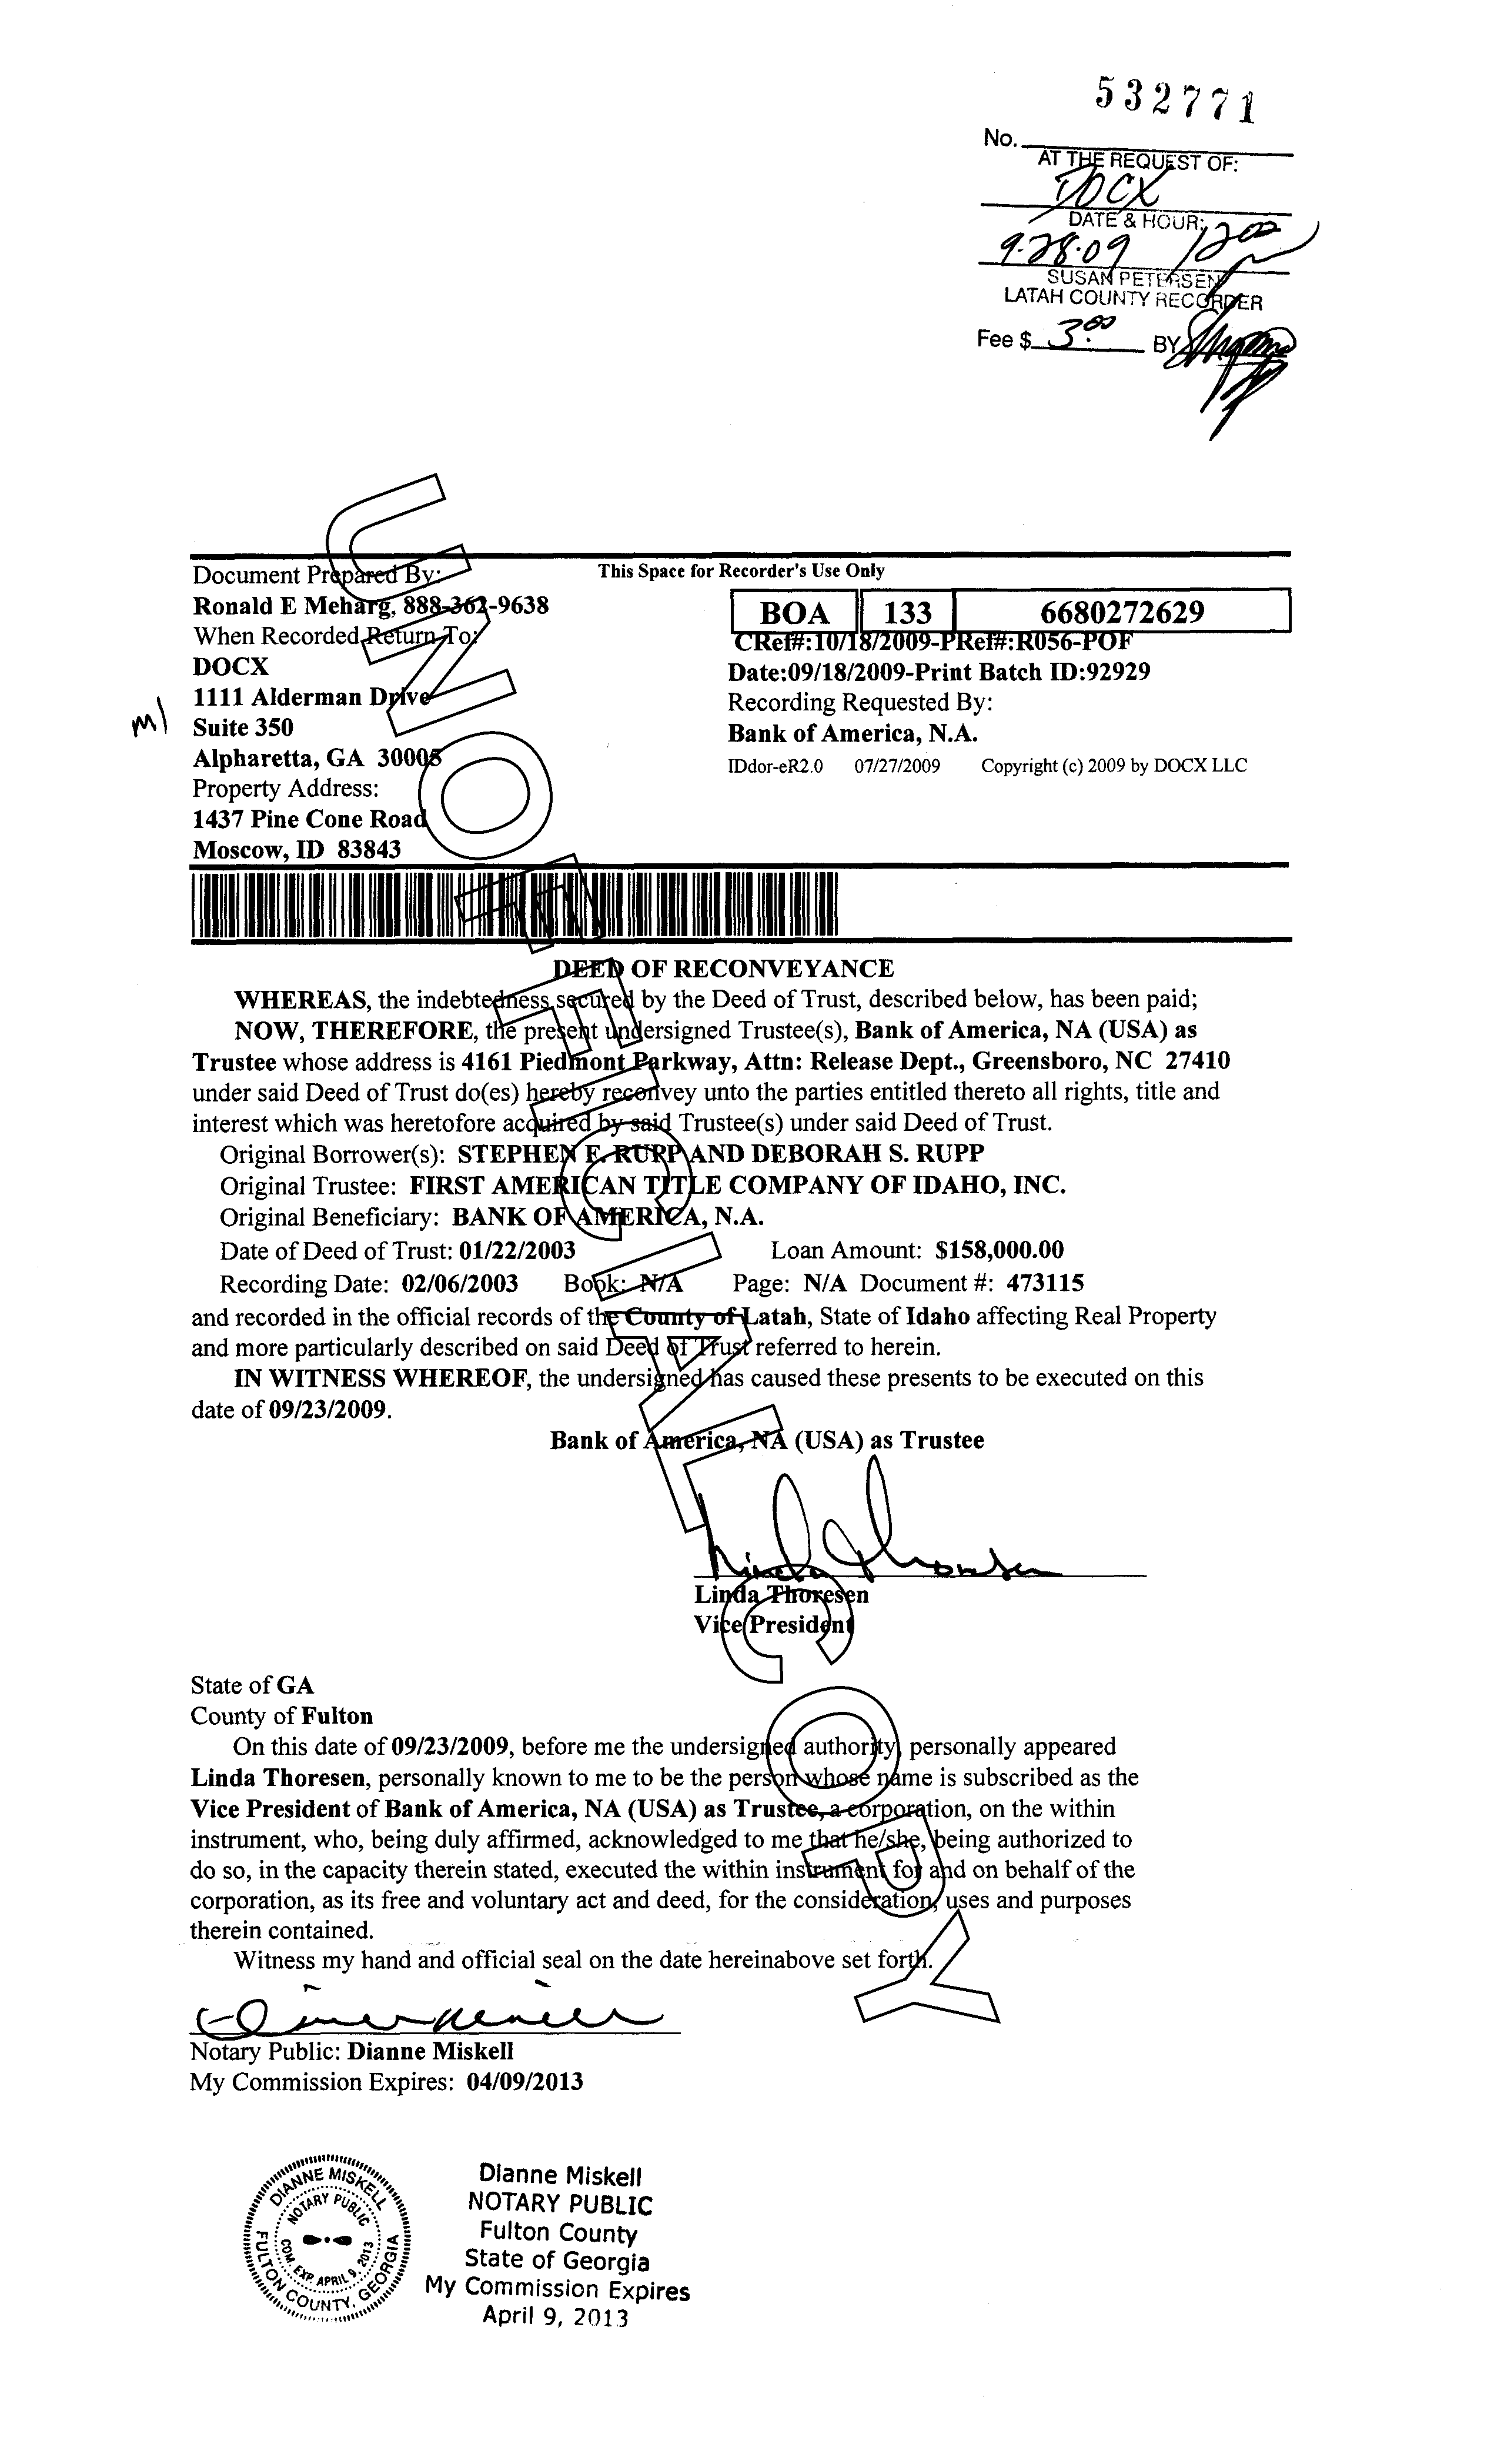 532771
No.
AT THE REQUEST OF:
DOCX
DATE & HOUR:
9-28-09 12:00
SUSAN PETERSEN
LATAH COUNTY RECORDER
Fee $ 3.00 BY
This Space for Recorder's Use Only
Document Prepared By:
Ronald E Meharg, 888-362-9638
When Recorded Return To:
DOCX
1111 Alderman Drive
Suite 350
Alpharetta, GA 30005
Property Address:
1437 Pine Cone Road
Moscow, ID 83843
BOA 133 6680272629
CRef#:10/18/2009-PRef#:R056-POF
Date:09/18/2009-Print Batch ID:92929
Recording Requested By:
Bank of America, N.A.
IDdor-eR2.0 07/27/2009 Copyright (c) 2009 by DOCX LLC
DEED OF RECONVEYANCE
WHEREAS, the indebtedness secured by the Deed of Trust, described below, has been paid;
NOW, THEREFORE, the present undersigned Trustee(s), Bank of America, NA (USA) as
Trustee whose address is 4161 Piedmont Parkway, Attn: Release Dept., Greensboro, NC 27410
under said Deed of Trust do(es) hereby reconvey unto the parties entitled thereto all rights, title and
interest which was heretofore acquired by said Trustee(s) under said Deed of Trust.
Original Borrower(s): STEPHEN E. RUPP AND DEBORAH S. RUPP
Original Trustee: FIRST AMERICAN TITLE COMPANY OF IDAHO, INC.
Original Beneficiary: BANK OF AMERICA, N.A.
Date of Deed of Trust: 01/22/2003 Loan Amount: $158,000.00
Recording Date: 02/06/2003 Book: N/A Page: N/A Document #: 473115
and recorded in the official records of the County of Latah, State of Idaho affecting Real Property
and more particularly described on said Deed of Trust referred to herein.
IN WITNESS WHEREOF, the undersigned has caused these presents to be executed on this
date of 09/23/2009.
Bank of America, NA (USA) as Trustee
Linda Thoresen
Linda Thoresen
Vice President
State of GA
County of Fulton
On this date of 09/23/2009, before me the undersigned authority, personally appeared
Linda Thoresen, personally known to me to be the person whose name is subscribed as the
Vice President of Bank of America, NA (USA) as Trustee, a corporation, on the within
instrument, who, being duly affirmed, acknowledged to me that he/she, being authorized to
do so, in the capacity therein stated, executed the within instrument for and on behalf of the
corporation, as its free and voluntary act and deed, for the consideration, uses and purposes
therein contained.
Witness my hand and official seal on the date hereinabove set forth.
Notary Public: Dianne Miskell
My Commission Expires: 04/09/2013
DIANNE MISKELL
NOTARY PUBLIC
COM. EXP. APRIL 9, 2013
FULTON COUNTY, GEORGIA
Dianne Miskell
NOTARY PUBLIC
Fulton County
State of Georgia
My Commission Expires
April 9, 2013
UNOFFICIAL COPY